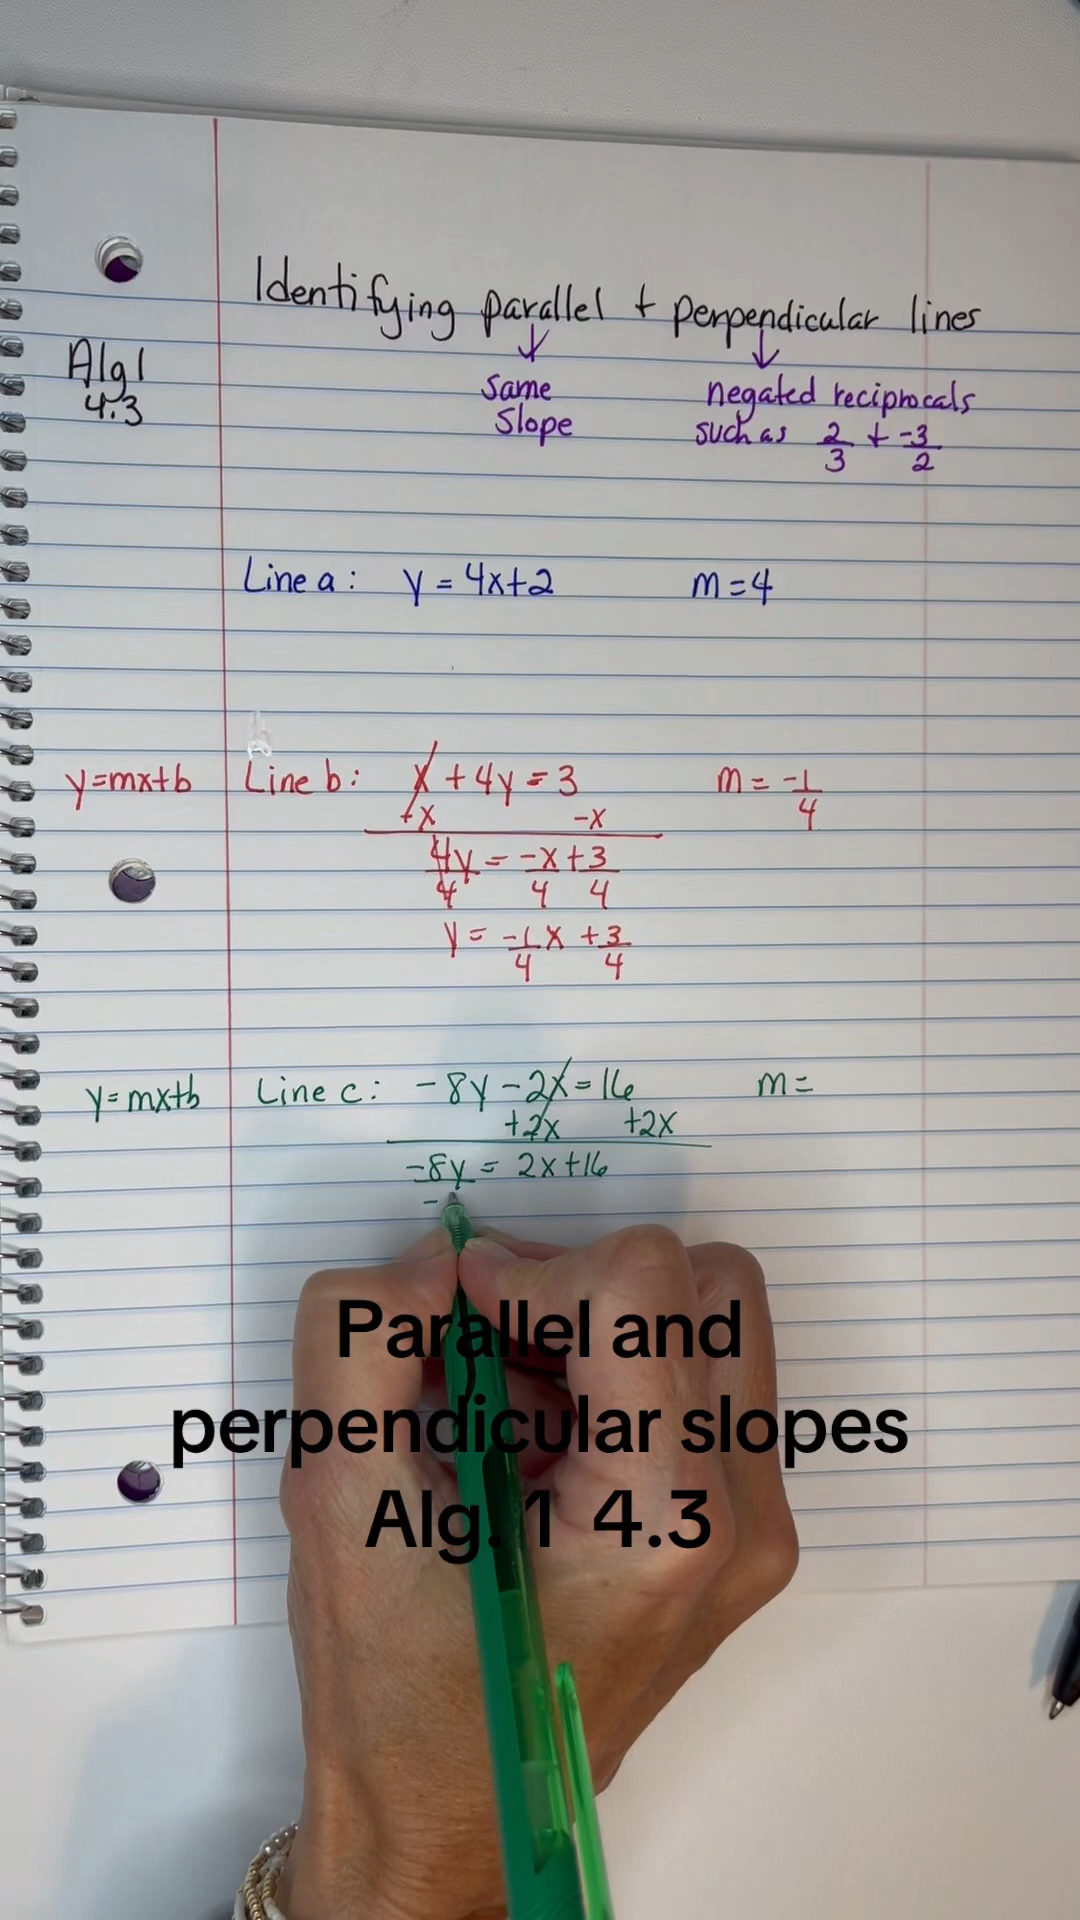 Identifying parallel + perpendicular lines
Alg 1
4.3
↓ ↓
same
slope
negated reciprocals
such as 2/3 + -3/2
Line a: y = 4x+2 m=4
y=mx+b Line b: x + 4y = 3 m = -1/4
-x -x
4y/4 = -x/4 + 3/4
y = -1/4 x + 3/4
y=mx+b Line c: -8y - 2x = 16 m =
+2x +2x
-8y = 2x+16
-
Parallel and
perpendicular slopes
Alg. 1 4.3